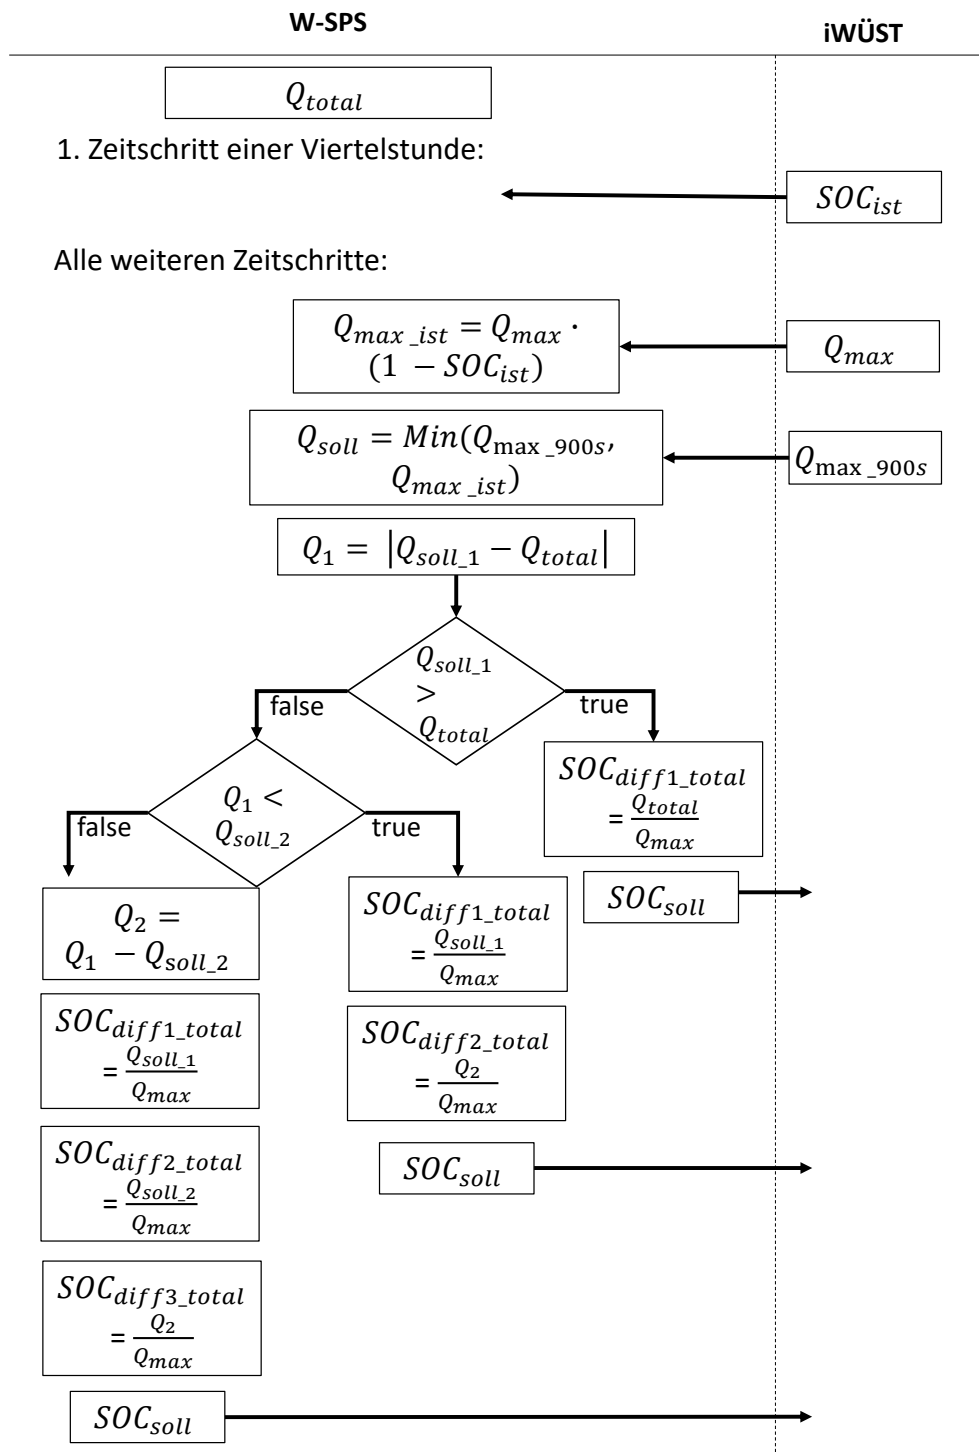 W-SPS
iWÜST
Q_total
1. Zeitschritt einer Viertelstunde:
SOC_ist
Alle weiteren Zeitschritte:
Q_max_ist = Q_max ·
(1 − SOC_ist)
Q_max
Q_soll = Min(Q_max_900s,
Q_max_ist)
Q_max_900s
Q_1 = |Q_soll_1 − Q_total|
Q_soll_1
>
Q_total
false
true
SOC_diff1_total
= Q_total/Q_max
Q_1 <
Q_soll_2
false
true
SOC_soll
Q_2 =
Q_1 − Q_soll_2
SOC_diff1_total
= Q_soll_1/Q_max
SOC_diff1_total
= Q_soll_1/Q_max
SOC_diff2_total
= Q_2/Q_max
SOC_diff2_total
= Q_soll_2/Q_max
SOC_soll
SOC_diff3_total
= Q_2/Q_max
SOC_soll